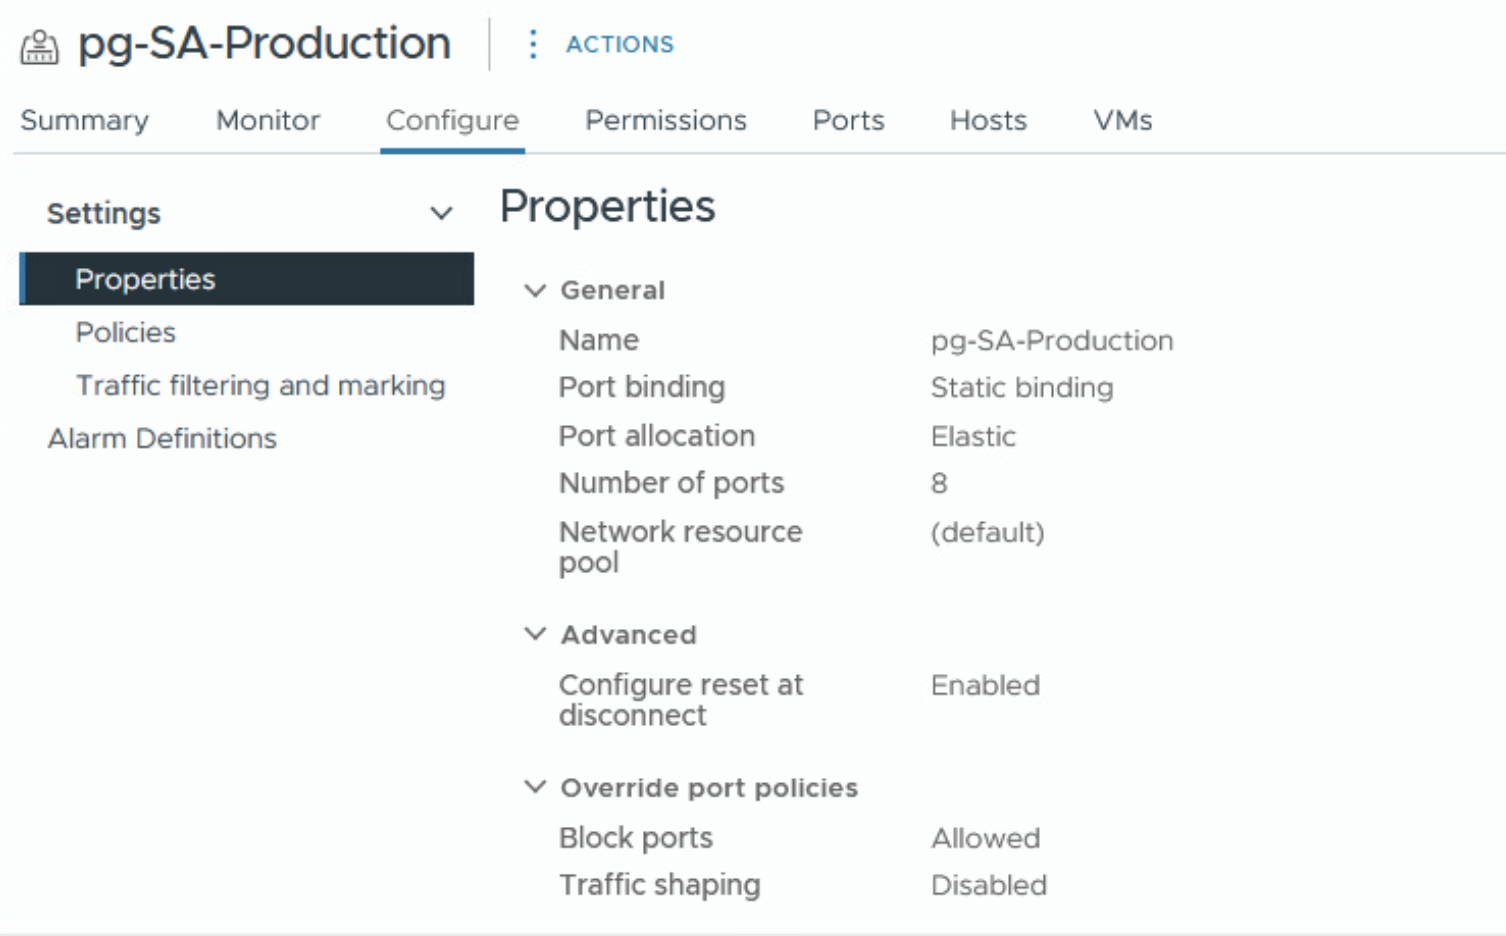 pg-SA-Production ACTIONS
Summary Monitor Configure Permissions Ports Hosts VMs
Settings
Properties
Policies
Traffic filtering and marking
Alarm Definitions
Properties
General
Name pg-SA-Production
Port binding Static binding
Port allocation Elastic
Number of ports 8
Network resource (default)
pool
Advanced
Configure reset at Enabled
disconnect
Override port policies
Block ports Allowed
Traffic shaping Disabled